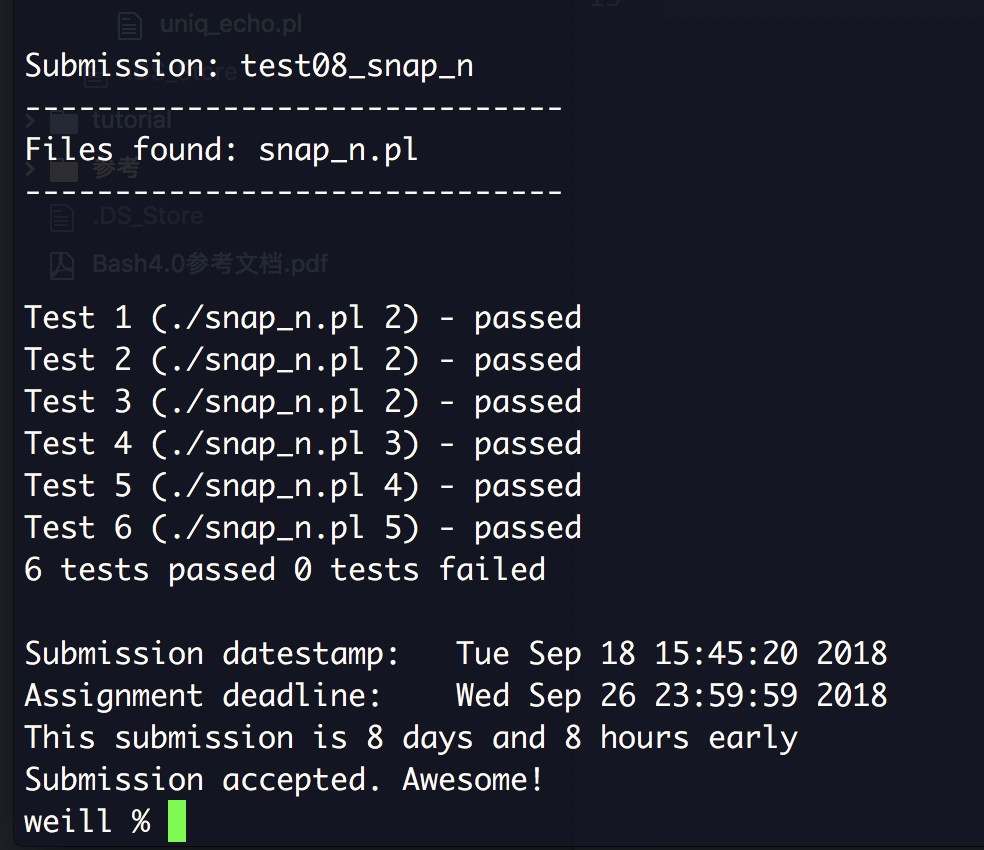 uniq_echo.pl
Submission: test08_snap_n
------------------------------
tutorial
Files found: snap_n.pl
参考
------------------------------
.DS_Store
Bash4.0参考文档.pdf
Test 1 (./snap_n.pl 2) - passed
Test 2 (./snap_n.pl 2) - passed
Test 3 (./snap_n.pl 2) - passed
Test 4 (./snap_n.pl 3) - passed
Test 5 (./snap_n.pl 4) - passed
Test 6 (./snap_n.pl 5) - passed
6 tests passed 0 tests failed
Submission datestamp:   Tue Sep 18 15:45:20 2018
Assignment deadline:    Wed Sep 26 23:59:59 2018
This submission is 8 days and 8 hours early
Submission accepted. Awesome!
weill %